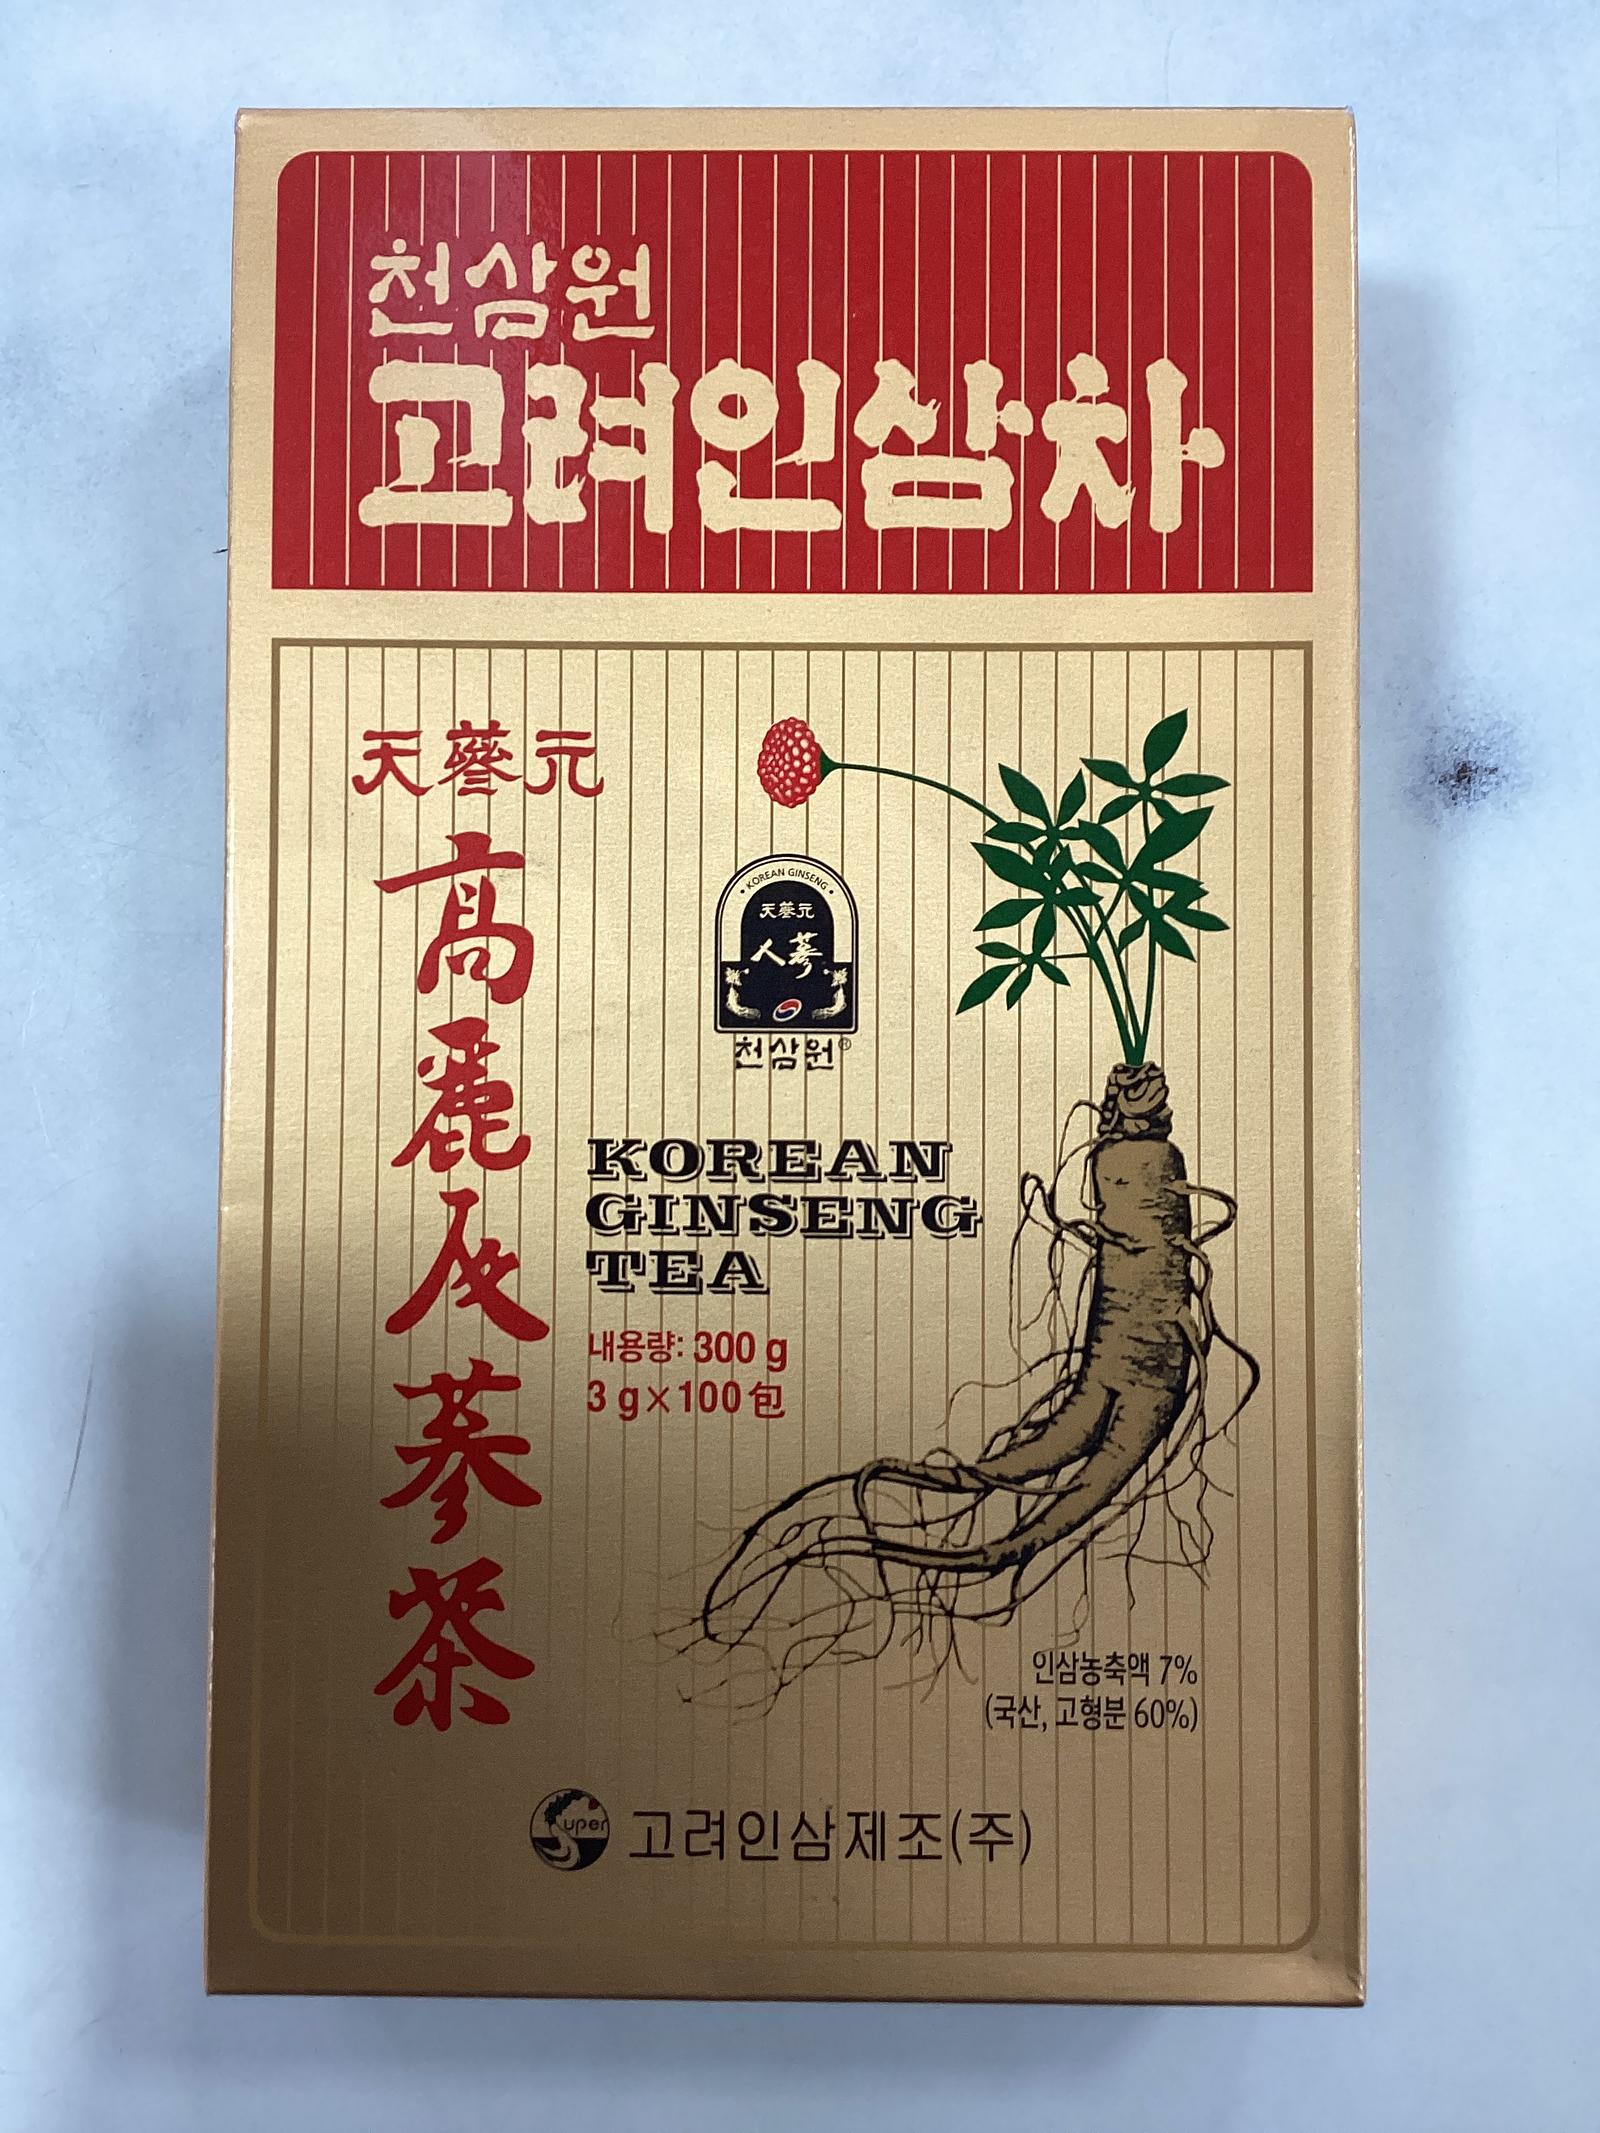 천삼원
고려인삼차
天蔘元
高麗人蔘茶
KOREAN GINSENG
天蔘元
人蔘
천삼원®
KOREAN
GINSENG
TEA
내용량: 300 g
3 g×100包
인삼농축액 7%
(국산, 고형분 60%)
Super
고려인삼제조(주)